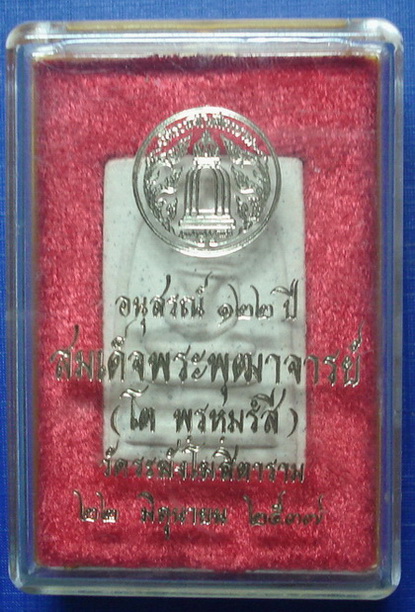 อนุสรณ์ ๑๒๒ ปี
สมเด็จพระพุฒาจารย์
(โต พรหมรังสี)
วัดระฆังโฆสิตาราม
๒๒ มิถุนายน ๒๕๓๗